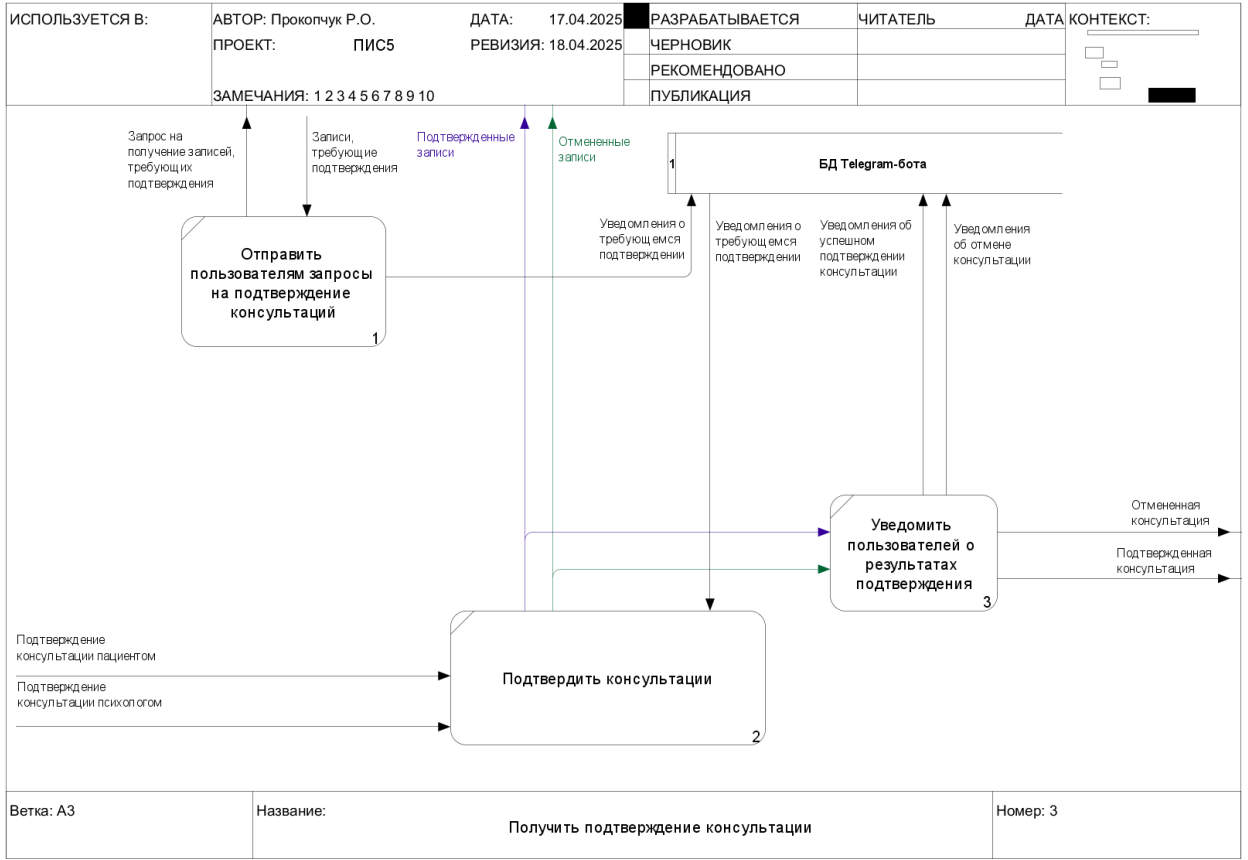 ИСПОЛЬЗУЕТСЯ В:
АВТОР: Прокопчук Р.О.
ДАТА: 17.04.2025
ПРОЕКТ: ПИС5
РЕВИЗИЯ: 18.04.2025
ЗАМЕЧАНИЯ: 1 2 3 4 5 6 7 8 9 10
РАЗРАБАТЫВАЕТСЯ
ЧЕРНОВИК
РЕКОМЕНДОВАНО
ПУБЛИКАЦИЯ
ЧИТАТЕЛЬ
ДАТА
КОНТЕКСТ:
Запрос на
получение записей,
требующих
подтверждения
Записи,
требующие
подтверждения
Подтвержденные
записи
Отмененные
записи
1
БД Telegram-бота
Отправить
пользователям запросы
на подтверждение
консультаций
1
Уведомления о
требующемся
подтверждении
Уведомления о
требующемся
подтверждении
Уведомления об
успешном
подтверждении
консультации
Уведомления
об отмене
консультации
Уведомить
пользователей о
результатах
подтверждения
3
Отмененная
консультация
Подтвержденная
консультация
Подтверждение
консультации пациентом
Подтверждение
консультации психологом
Подтвердить консультации
2
Ветка: A3
Название:
Получить подтверждение консультации
Номер: 3